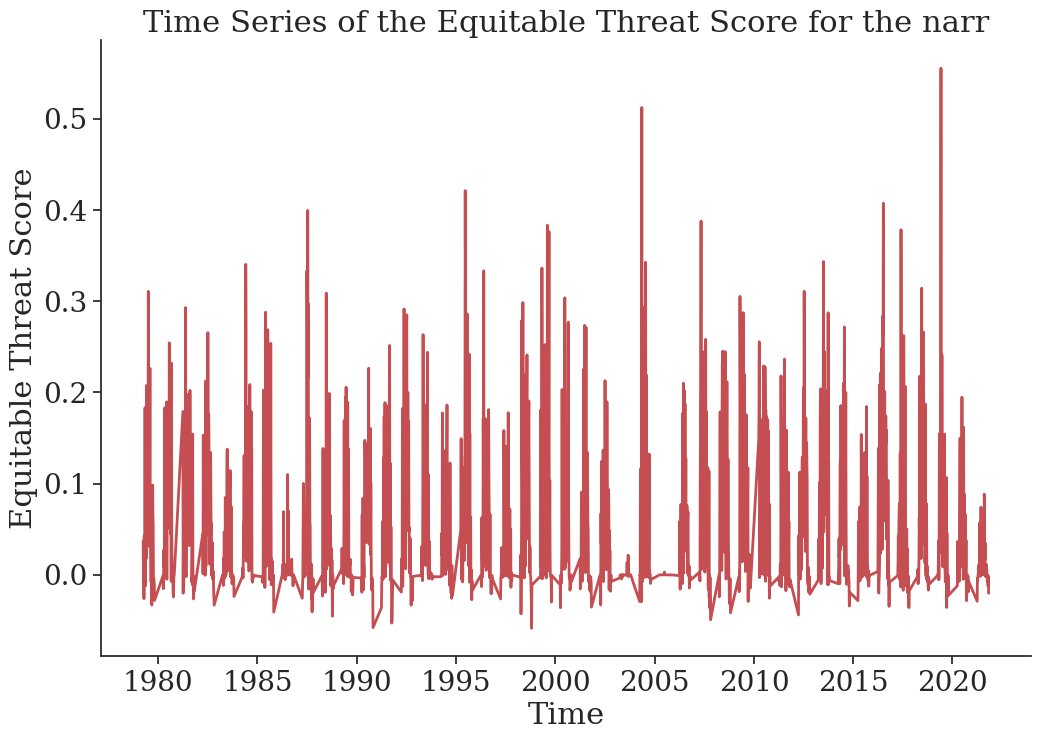 Time Series of the Equitable Threat Score for the narr
Equitable Threat Score
0.5
0.4
0.3
0.2
0.1
0.0
1980 1985 1990 1995 2000 2005 2010 2015 2020
Time